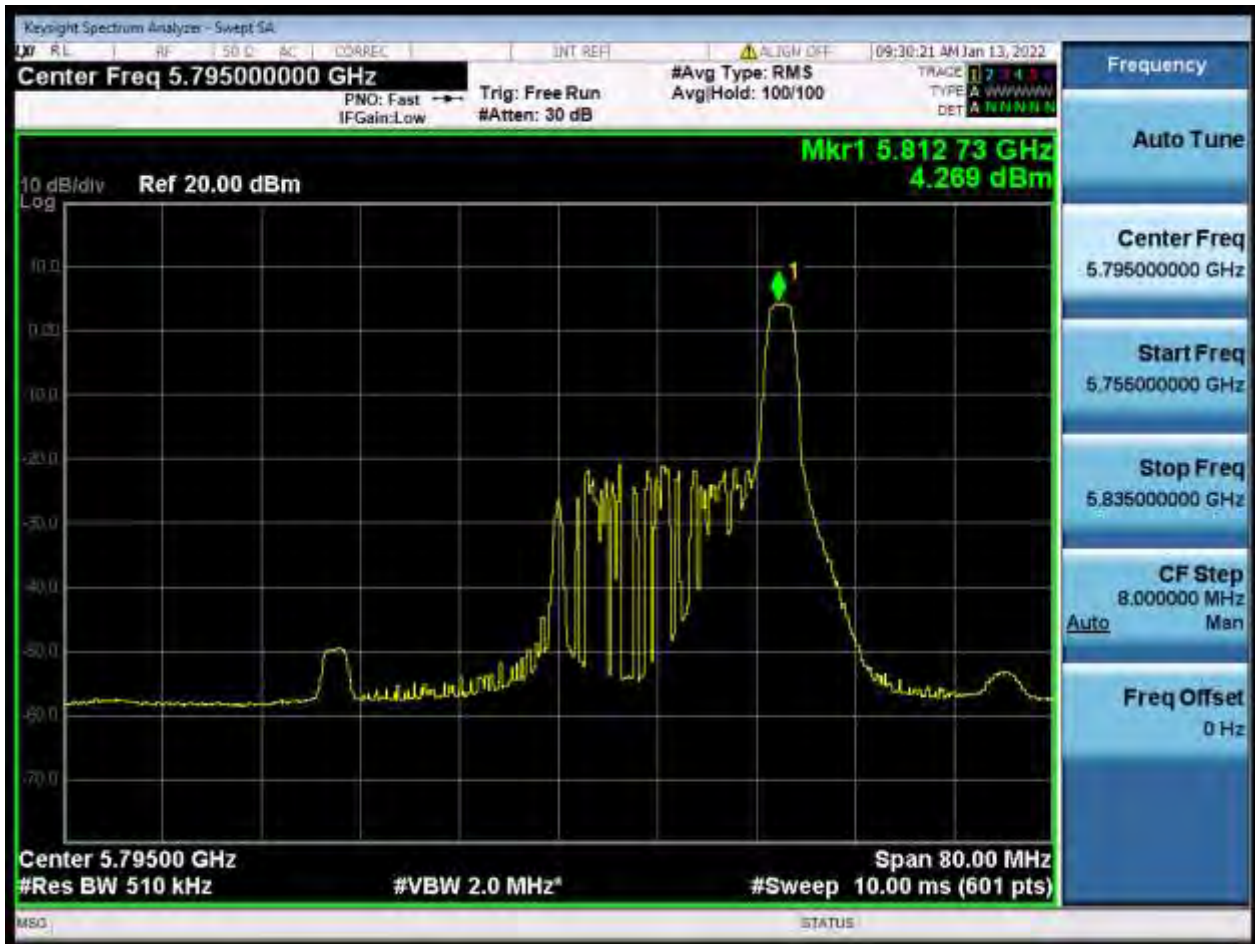 Keysight Spectrum Analyzer - Swept SA
LXI RL RF 50 Ω AC CORREC INT REF ALIGN OFF 09:30:21 AM Jan 13, 2022
Center Freq 5.795000000 GHz
PNO: Fast
IFGain:Low
Trig: Free Run
#Atten: 30 dB
#Avg Type: RMS
Avg|Hold: 100/100
TRACE 1 2 3 4 5 6
TYPE A WWWWW
DET A N N N N N
Mkr1 5.812 73 GHz
4.269 dBm
10 dB/div Ref 20.00 dBm
Log
10.0
0.00
-10.0
-20.0
-30.0
-40.0
-50.0
-60.0
-70.0
1
Center 5.79500 GHz
Span 80.00 MHz
#Res BW 510 kHz
#VBW 2.0 MHz*
#Sweep 10.00 ms (601 pts)
MSG
STATUS
Frequency
Auto Tune
Center Freq
5.795000000 GHz
Start Freq
5.755000000 GHz
Stop Freq
5.835000000 GHz
CF Step
8.000000 MHz
Auto Man
Freq Offset
0 Hz